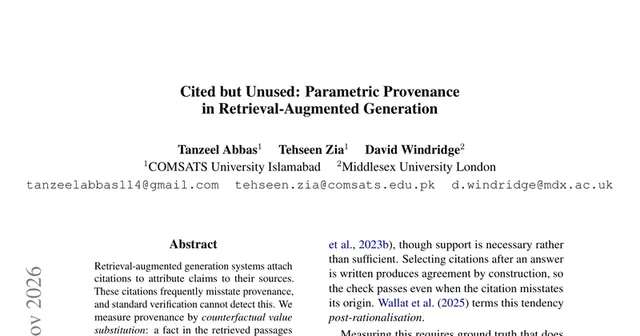 Cited but Unused: Parametric Provenance
in Retrieval-Augmented Generation
Tanzeel Abbas1 Tehseen Zia1 David Windridge2
1COMSATS University Islamabad 2Middlesex University London
tanzeelabbas114@gmail.com tehseen.zia@comsats.edu.pk d.windridge@mdx.ac.uk
Abstract
Retrieval-augmented generation systems attach
citations to attribute claims to their sources.
These citations frequently misstate provenance,
and standard verification cannot detect this. We
measure provenance by counterfactual value
substitution: a fact in the retrieved passages
et al., 2023b), though support is necessary rather
than sufficient. Selecting citations after an answer
is written produces agreement by construction, so
the check passes even when the citation misstates
its origin. Wallat et al. (2025) terms this tendency
post-rationalisation.
Measuring this requires ground truth that does
ov 2026